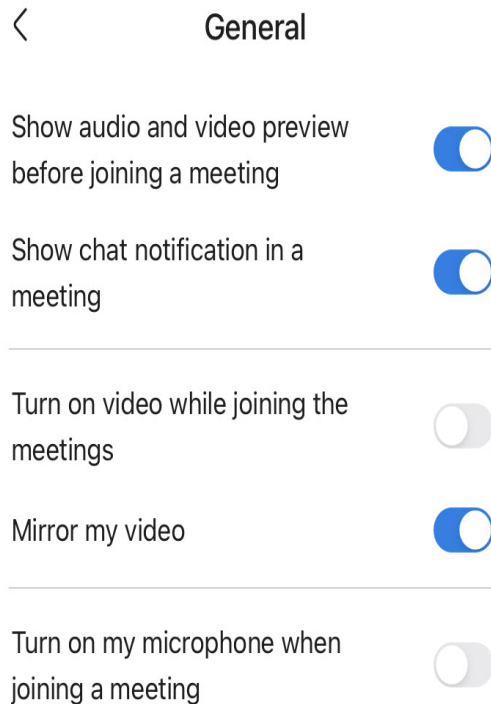 General
Show audio and video preview
before joining a meeting
Show chat notification in a
meeting
Turn on video while joining the
meetings
Mirror my video
Turn on my microphone when
joining a meeting